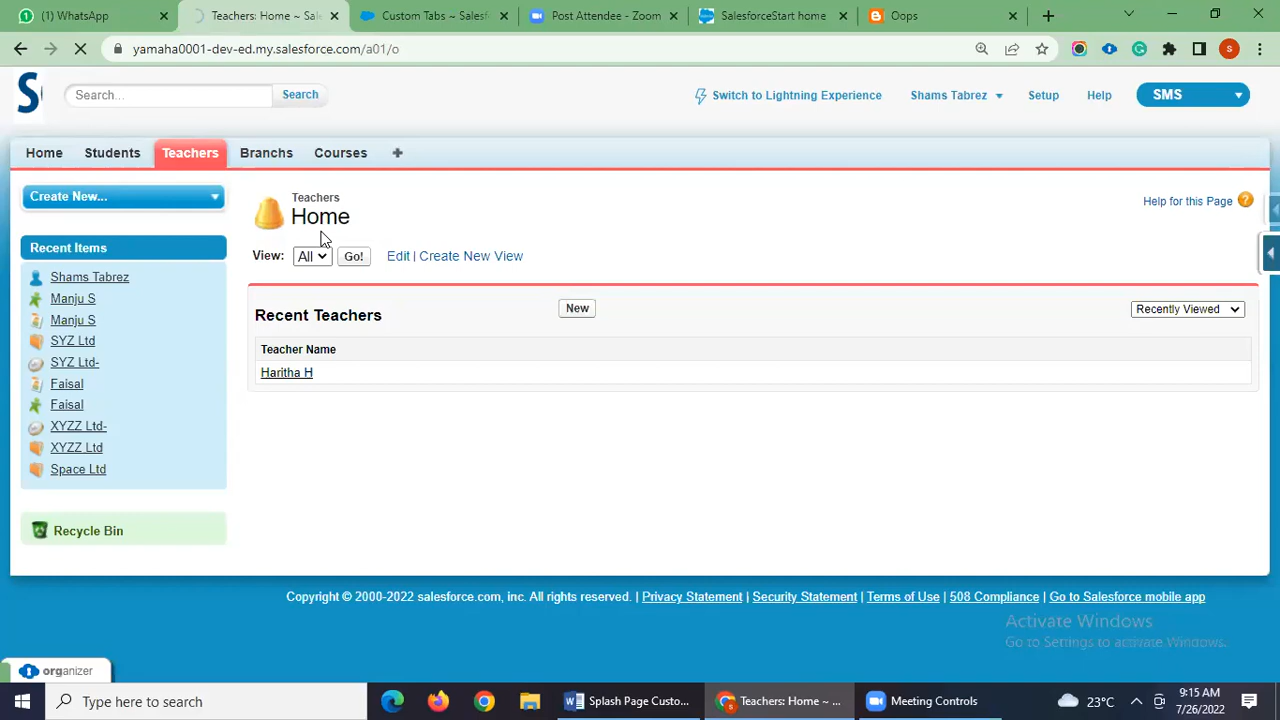 (1) WhatsApp
Teachers: Home ~ Sales
Custom Tabs ~ Salesf
Post Attendee - Zoom
SalesforceStart home
Oops
yamaha0001-dev-ed.my.salesforce.com/a01/o
S
Search...
Search
Switch to Lightning Experience
Shams Tabrez
Setup
Help
SMS
Home
Students
Teachers
Branchs
Courses
Create New...
Teachers
Home
Help for this Page
View:
All
Go!
Edit | Create New View
Recent Items
Shams Tabrez
Manju S
Manju S
SYZ Ltd
SYZ Ltd-
Faisal
Faisal
XYZZ Ltd-
XYZZ Ltd
Space Ltd
Recent Teachers
New
Recently Viewed
Teacher Name
Haritha H
Recycle Bin
Copyright © 2000-2022 salesforce.com, inc. All rights reserved. | Privacy Statement | Security Statement | Terms of Use | 508 Compliance | Go to Salesforce mobile app
Activate Windows
Go to Settings to activate Windows.
organizer
Type here to search
Splash Page Custo...
Teachers: Home ~ ...
Meeting Controls
23°C
9:15 AM
7/26/2022